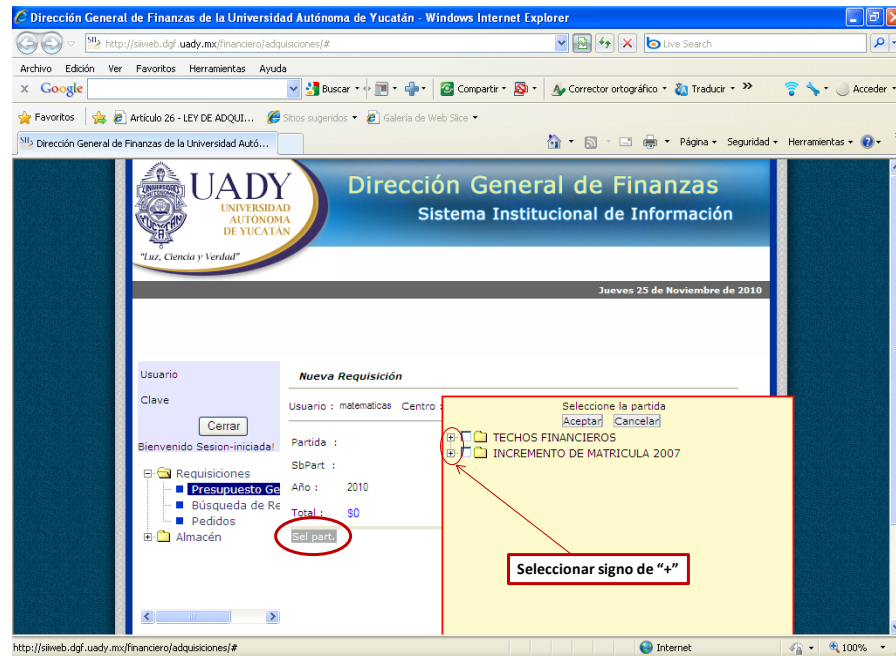 Dirección General de Finanzas de la Universidad Autónoma de Yucatán - Windows Internet Explorer
http://siiweb.dgf.uady.mx/financiero/adquisiciones/#
Live Search
Archivo Edición Ver Favoritos Herramientas Ayuda
x Google Buscar Compartir Corrector ortográfico Traducir >> Acceder
Favoritos Artículo 26 - LEY DE ADQUI... Sitios sugeridos Galería de Web Slice
Dirección General de Finanzas de la Universidad Autó... Página Seguridad Herramientas
UADY
UNIVERSIDAD
AUTÓNOMA
DE YUCATÁN
"Luz, Ciencia y Verdad"
Dirección General de Finanzas
Sistema Institucional de Información
Jueves 25 de Noviembre de 2010
Usuario
Clave
Cerrar
Bienvenido Sesion-iniciada!
Requisiciones
Presupuesto Ge
Búsqueda de Re
Pedidos
Almacén
Nueva Requisición
Usuario : matematicas Centro :
Partida :
SbPart :
Año : 2010
Total : $0
Sel part.
Seleccione la partida
Aceptar Cancelar
TECHOS FINANCIEROS
INCREMENTO DE MATRICULA 2007
Seleccionar signo de “+”
http://siiweb.dgf.uady.mx/financiero/adquisiciones/# Internet 100%